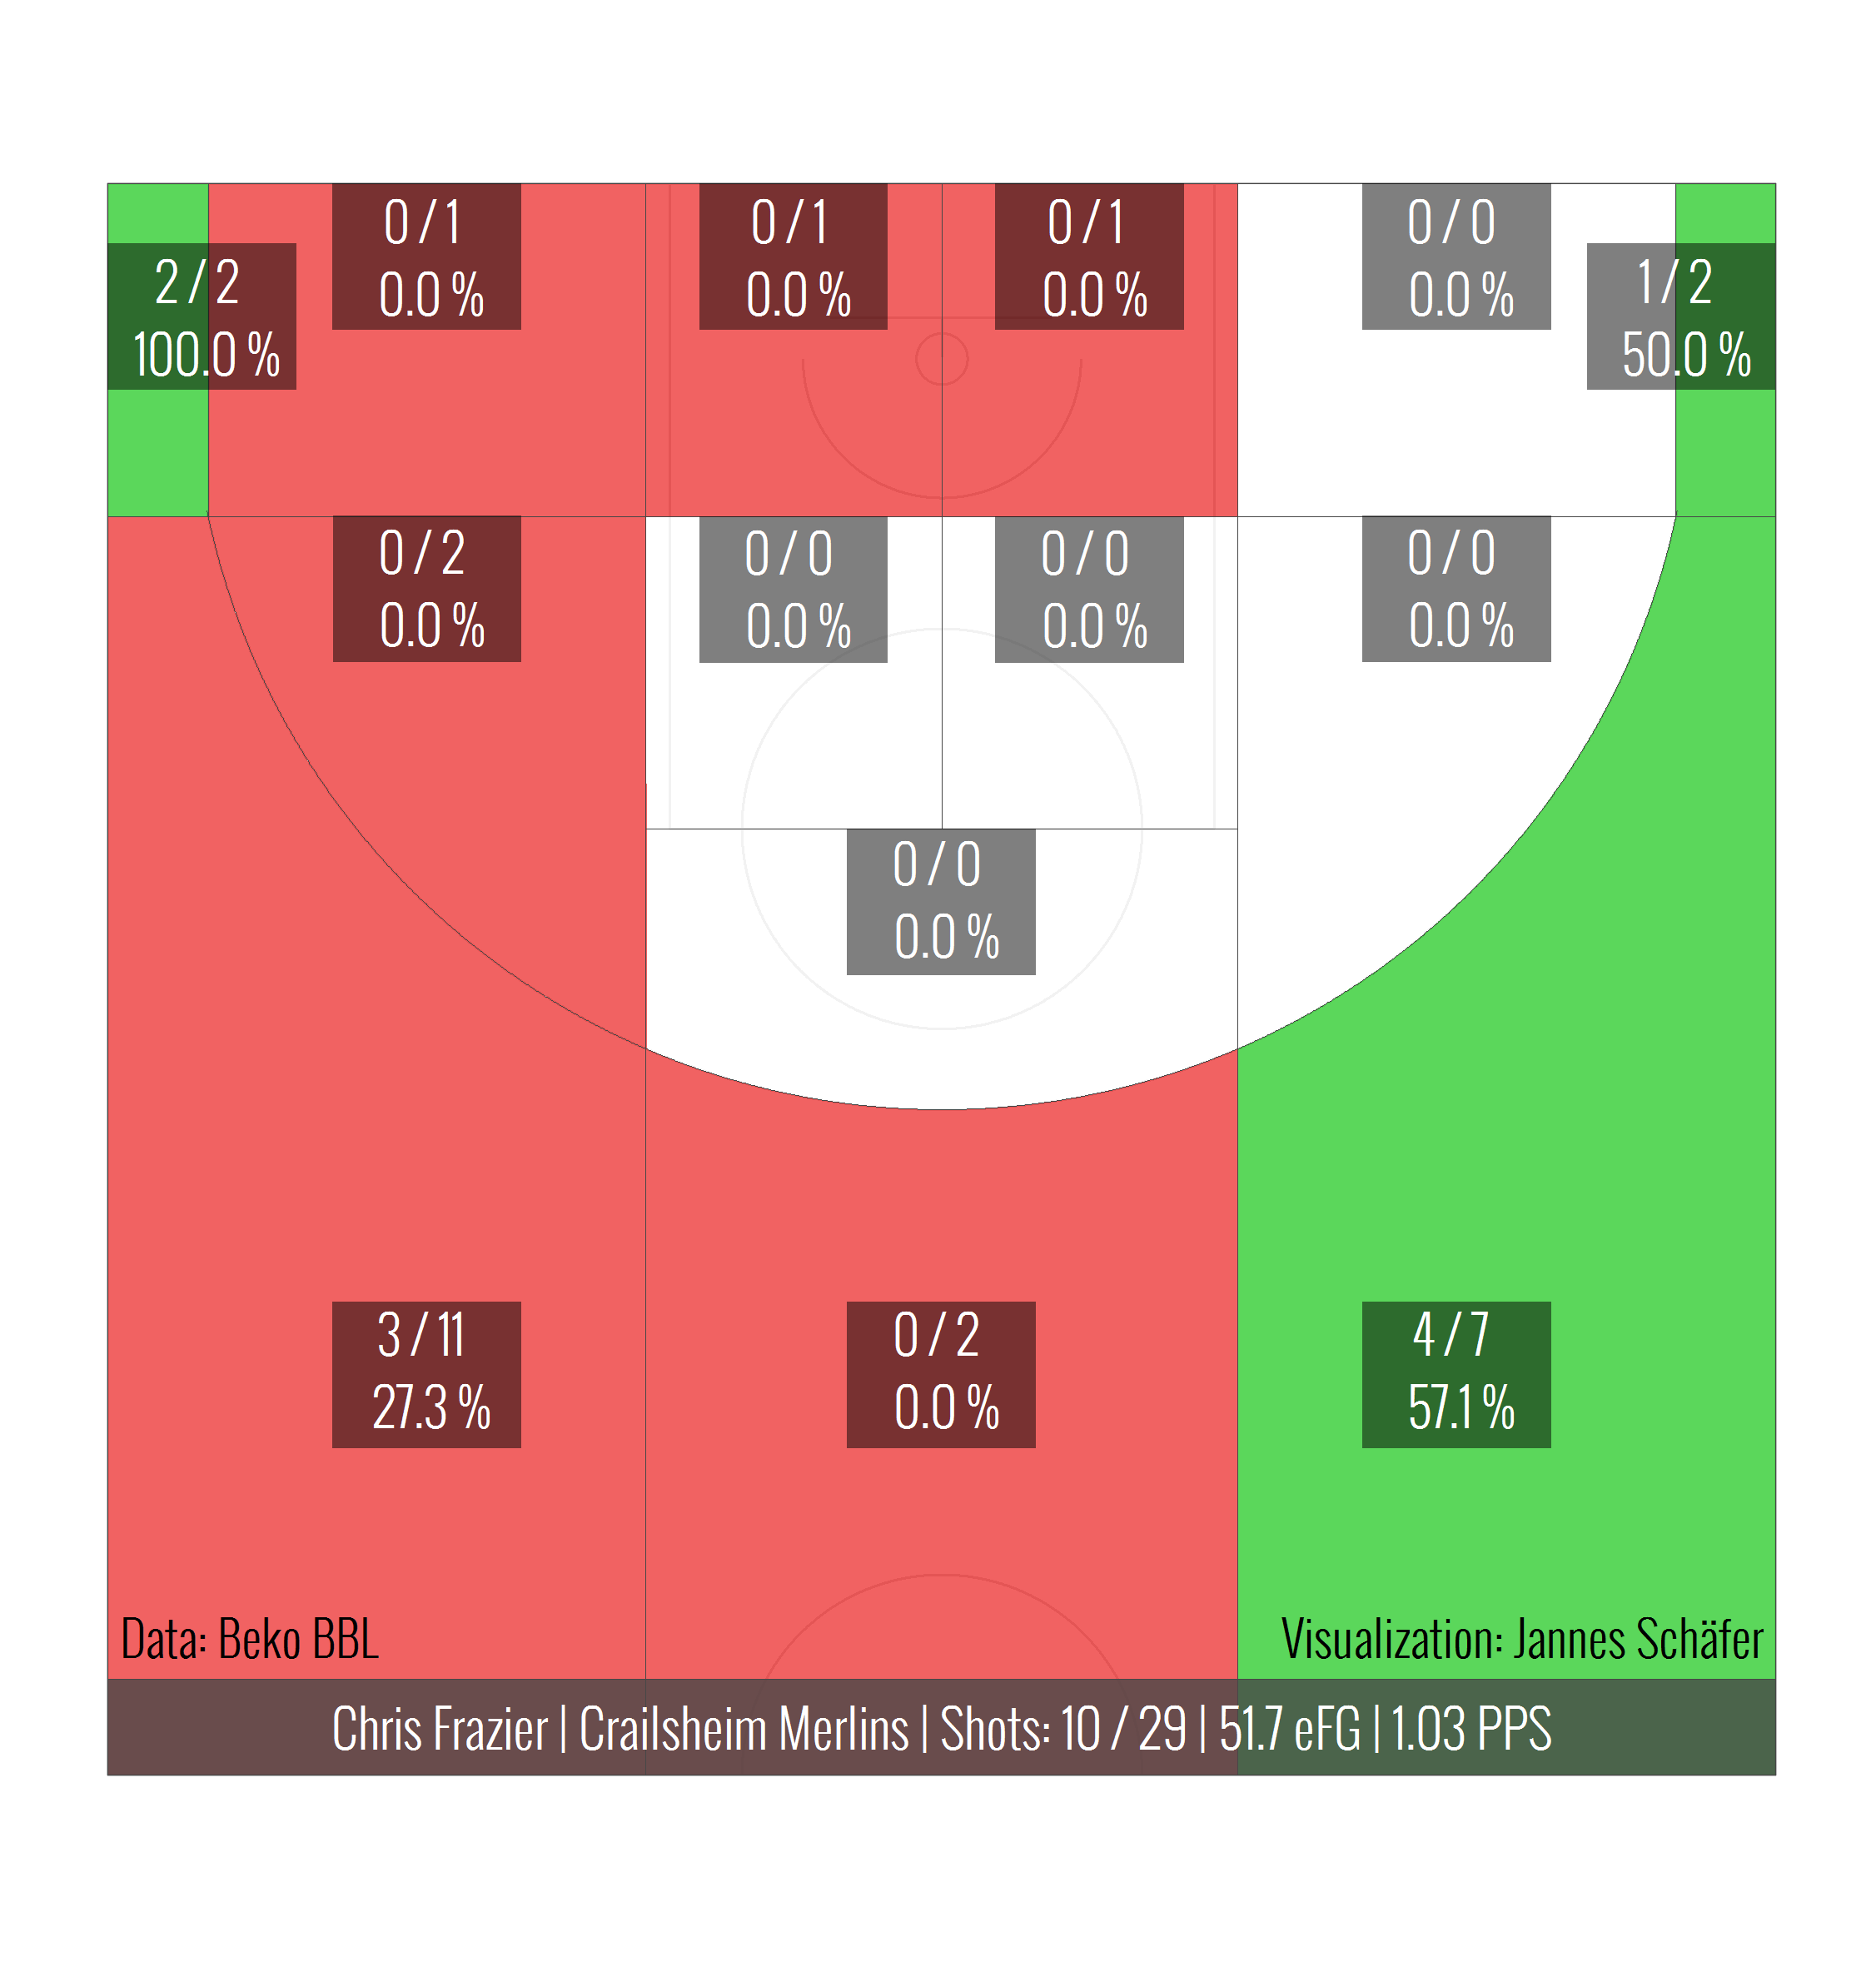 0 / 1
0.0 %
0 / 1
0.0 %
0 / 1
0.0 %
0 / 0
0.0 %
2 / 2
100.0 %
1 / 2
50.0 %
0 / 2
0.0 %
0 / 0
0.0 %
0 / 0
0.0 %
0 / 0
0.0 %
0 / 0
0.0 %
3 / 11
27.3 %
0 / 2
0.0 %
4 / 7
57.1 %
Data: Beko BBL
Visualization: Jannes Schäfer
Chris Frazier | Crailsheim Merlins | Shots: 10 / 29 | 51.7 eFG | 1.03 PPS